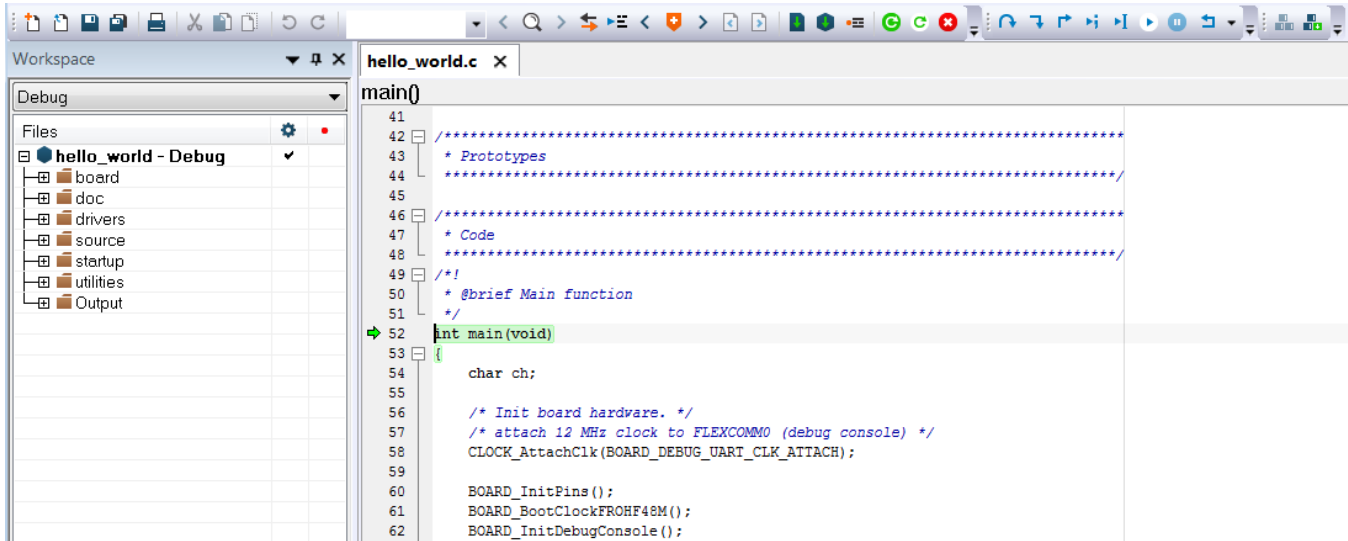 Workspace
Debug
Files
hello_world - Debug
board
doc
drivers
source
startup
utilities
Output
hello_world.c
main()
41
42 /*******************************************************************************
43 * Prototypes
44 ******************************************************************************/
45
46 /*******************************************************************************
47 * Code
48 ******************************************************************************/
49 /*!
50 * @brief Main function
51 */
52 int main(void)
53 {
54 char ch;
55
56 /* Init board hardware. */
57 /* attach 12 MHz clock to FLEXCOMM0 (debug console) */
58 CLOCK_AttachClk(BOARD_DEBUG_UART_CLK_ATTACH);
59
60 BOARD_InitPins();
61 BOARD_BootClockFROHF48M();
62 BOARD_InitDebugConsole();